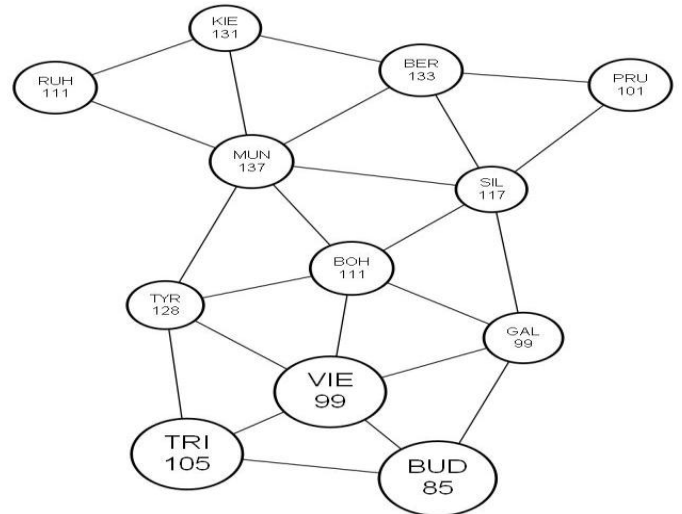 KIE
131
BER
133
RUH
111
PRU
101
MUN
137
SIL
117
BOH
111
TYR
128
GAL
99
VIE
99
TRI
105
BUD
85